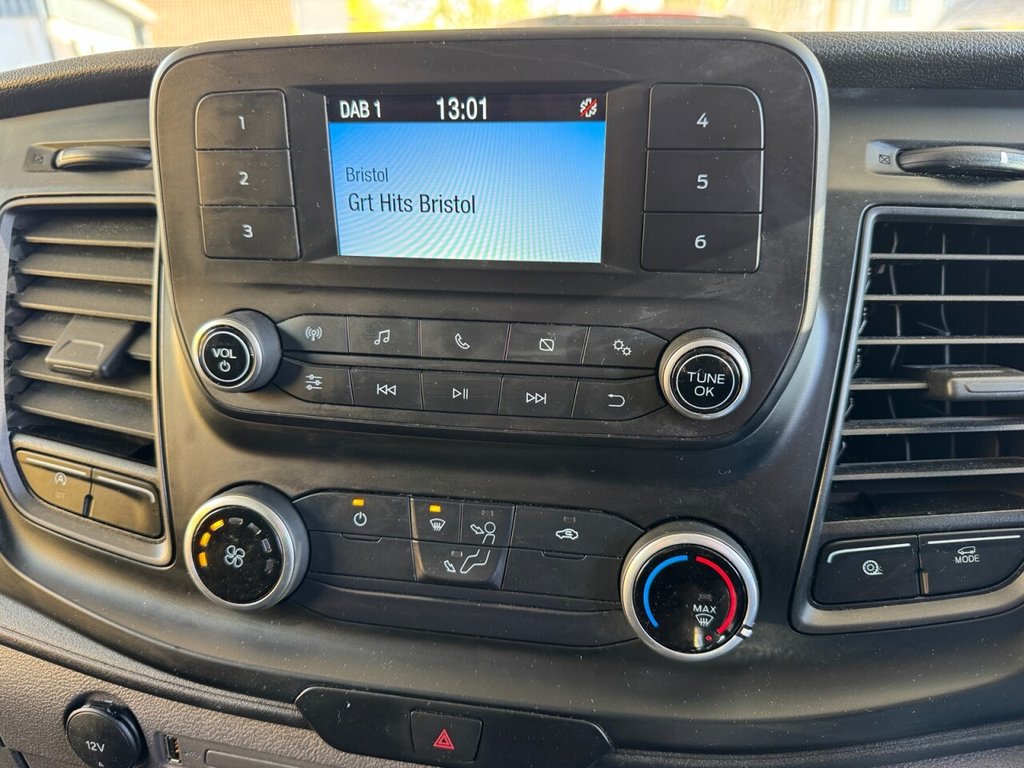 DAB 1 13:01
Bristol
Grt Hits Bristol
1
2
3
4
5
6
VOL
TUNE
OK
OFF
MAX
MODE
12V